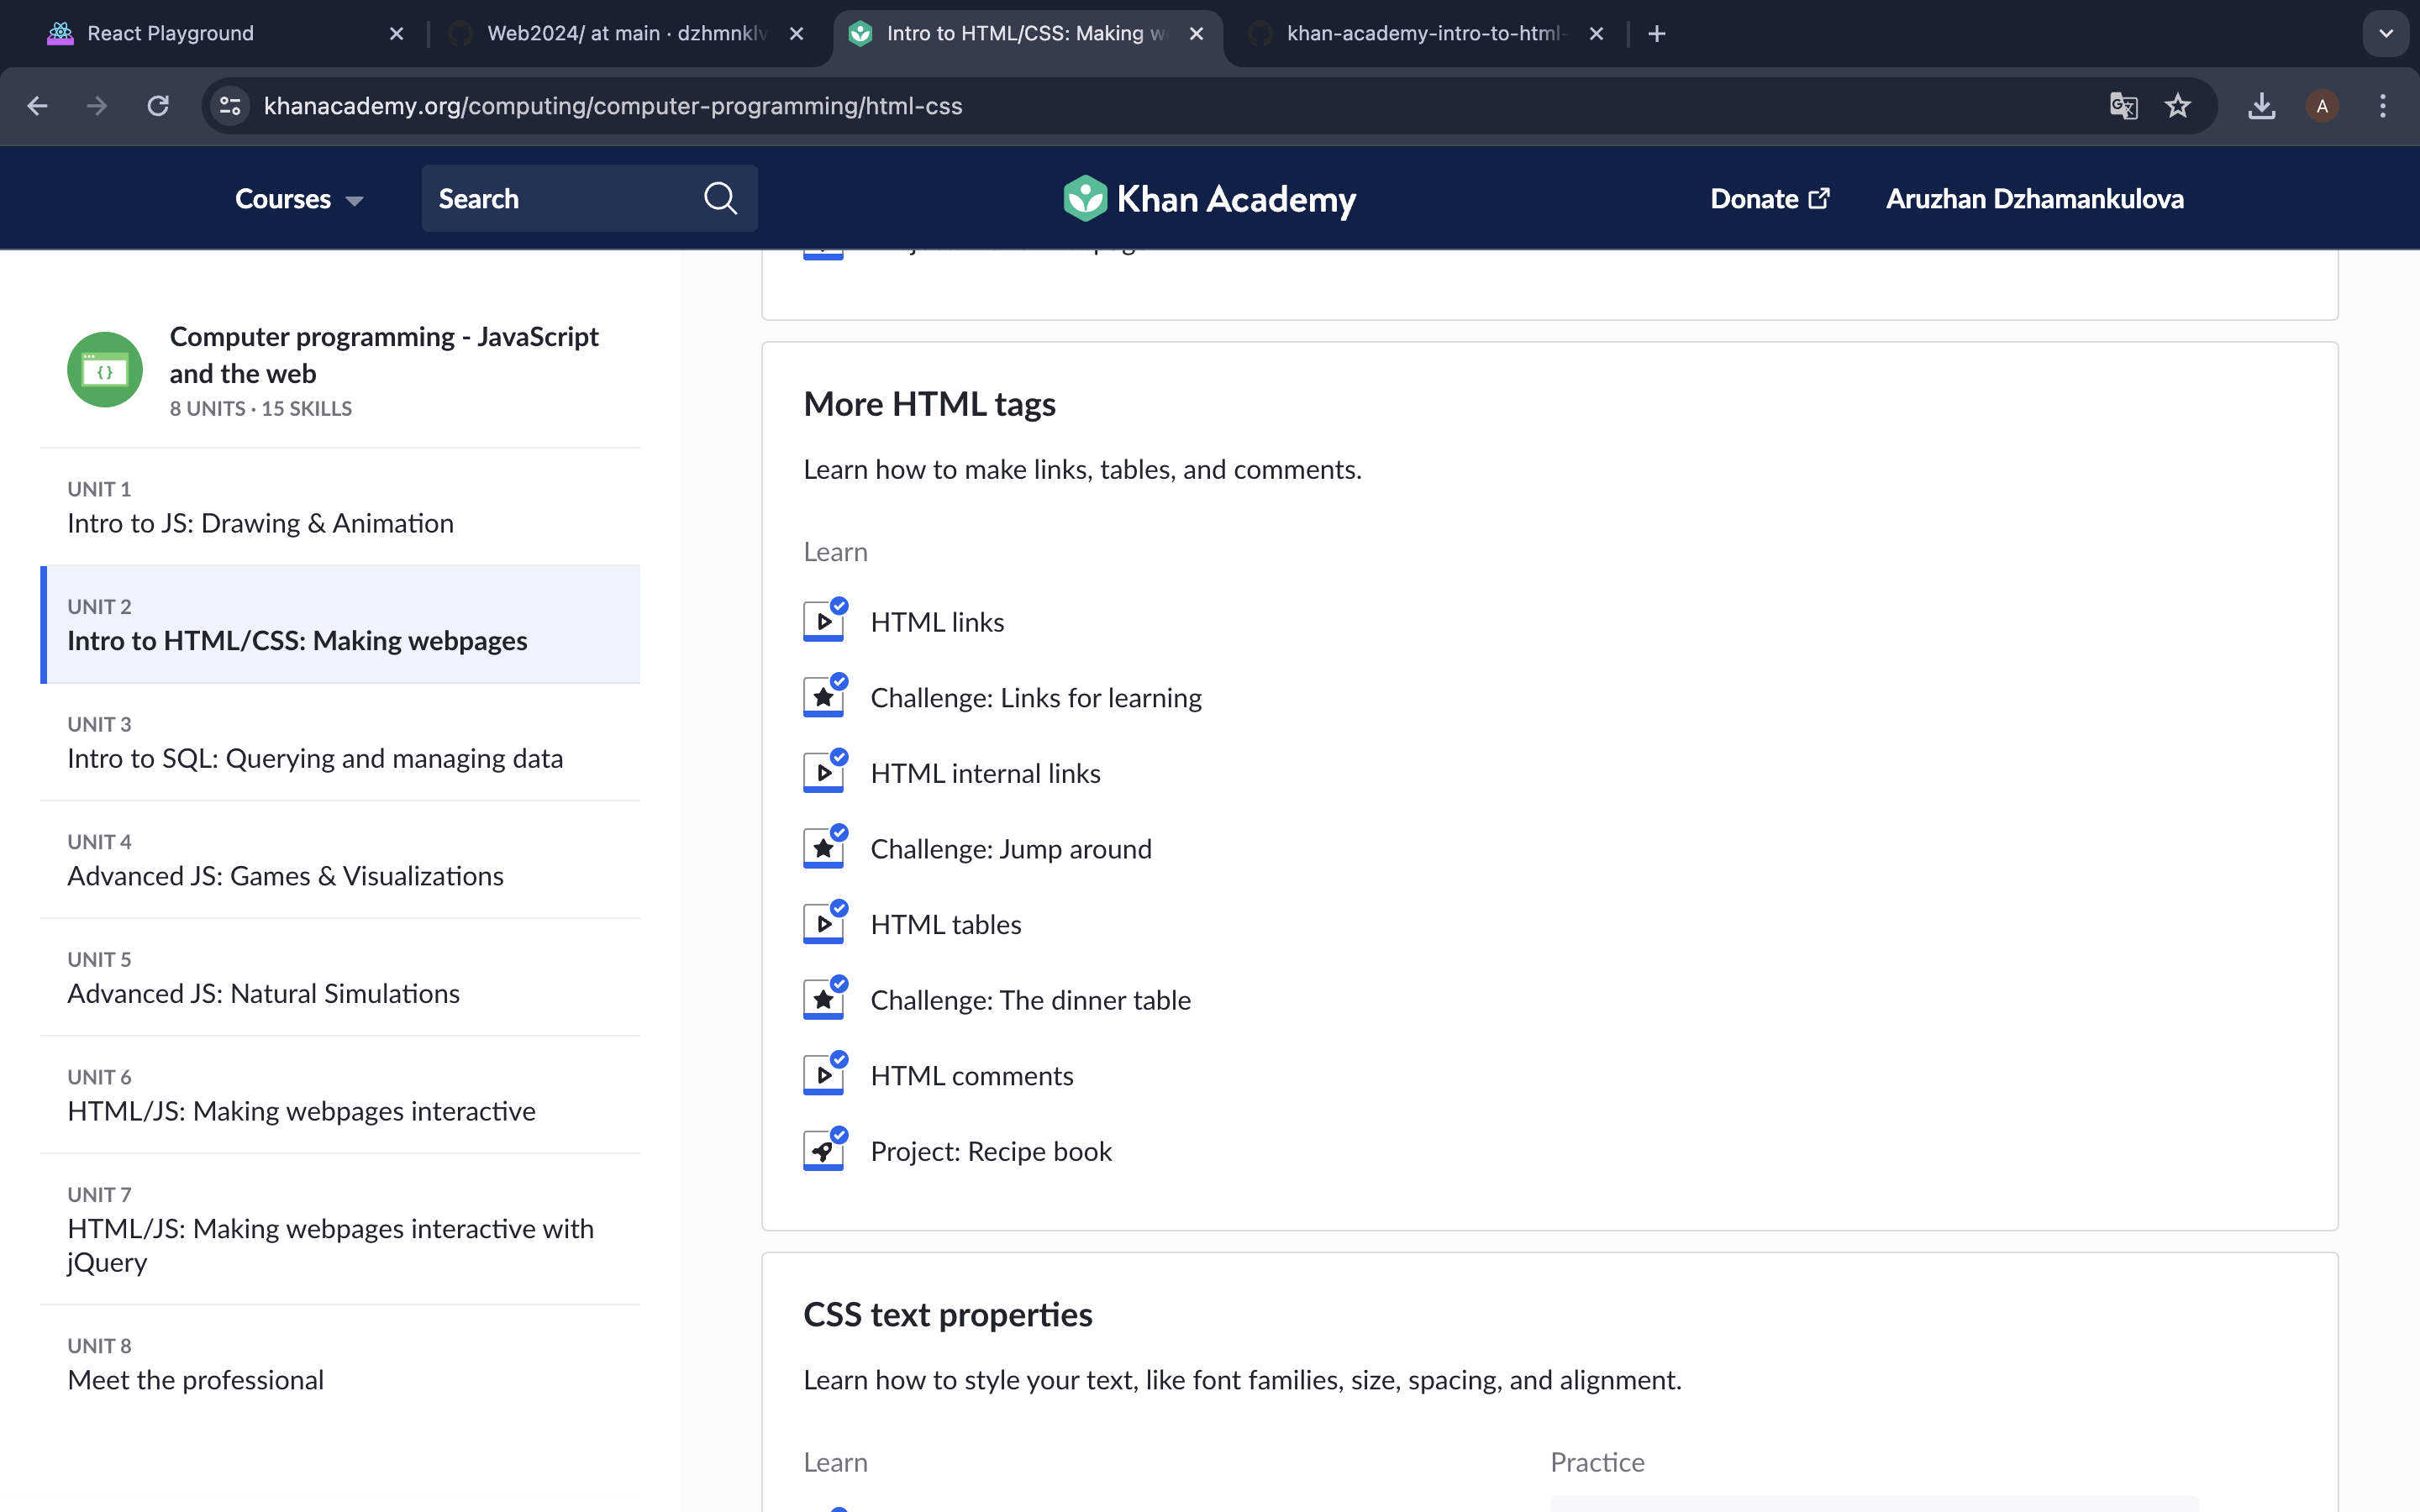 React Playground
Web2024/ at main · dzhmnklv
Intro to HTML/CSS: Making w
khan-academy-intro-to-html-
khanacademy.org/computing/computer-programming/html-css
A
Courses
Search
Khan Academy
Donate
Aruzhan Dzhamankulova
Computer programming - JavaScript
and the web
8 UNITS · 15 SKILLS
UNIT 1
Intro to JS: Drawing & Animation
UNIT 2
Intro to HTML/CSS: Making webpages
UNIT 3
Intro to SQL: Querying and managing data
UNIT 4
Advanced JS: Games & Visualizations
UNIT 5
Advanced JS: Natural Simulations
UNIT 6
HTML/JS: Making webpages interactive
UNIT 7
HTML/JS: Making webpages interactive with
jQuery
UNIT 8
Meet the professional
More HTML tags
Learn how to make links, tables, and comments.
Learn
HTML links
Challenge: Links for learning
HTML internal links
Challenge: Jump around
HTML tables
Challenge: The dinner table
HTML comments
Project: Recipe book
CSS text properties
Learn how to style your text, like font families, size, spacing, and alignment.
Learn
Practice